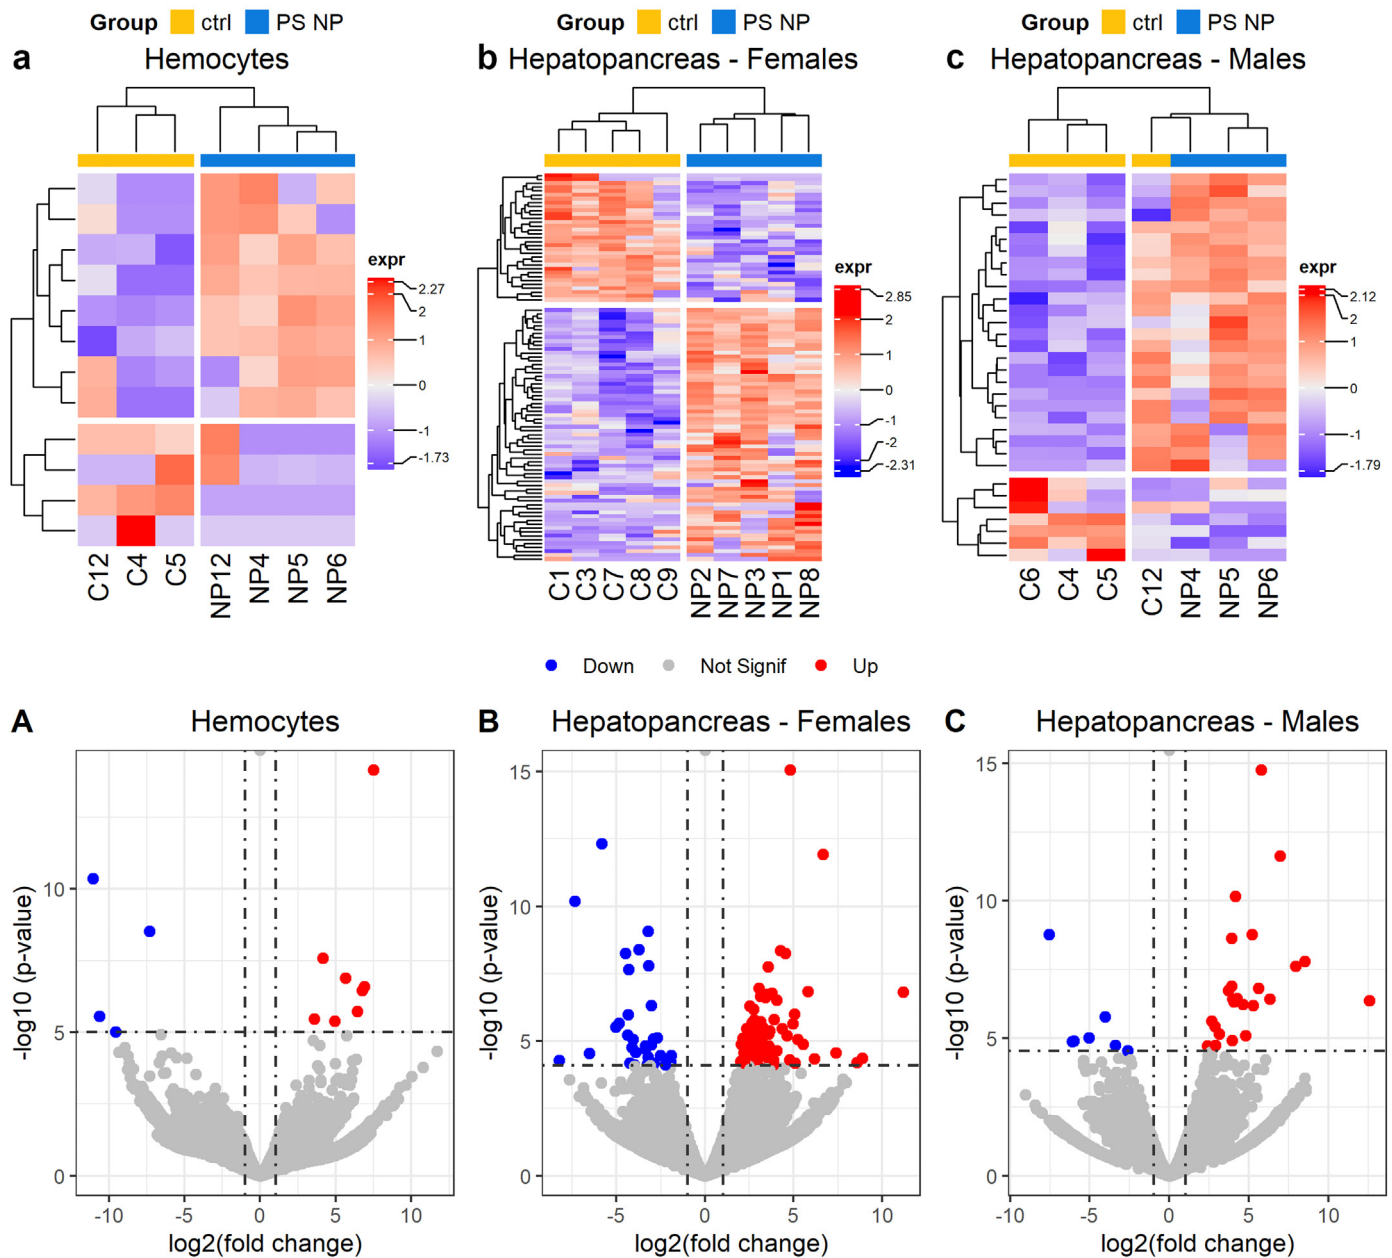 Group ctrl PS NP
Group ctrl PS NP
Group ctrl PS NP
a Hemocytes
b Hepatopancreas - Females
c Hepatopancreas - Males
expr
2.27
2
1
0
-1
-1.73
expr
2.85
2
1
0
-1
-2
-2.31
expr
2.12
2
1
0
-1
-1.79
C12 C4 C5 NP12 NP4 NP5 NP6
C1 C3 C7 C8 C9 NP2 NP7 NP3 NP1 NP8
C6 C4 C5 C12 NP4 NP5 NP6
Down Not Signif Up
A Hemocytes
B Hepatopancreas - Females
C Hepatopancreas - Males
-log10 (p-value)
10
5
0
-10 -5 0 5 10
log2(fold change)
-log10 (p-value)
15
10
5
0
-5 0 5 10
log2(fold change)
-log10 (p-value)
15
10
5
0
-10 -5 0 5 10
log2(fold change)